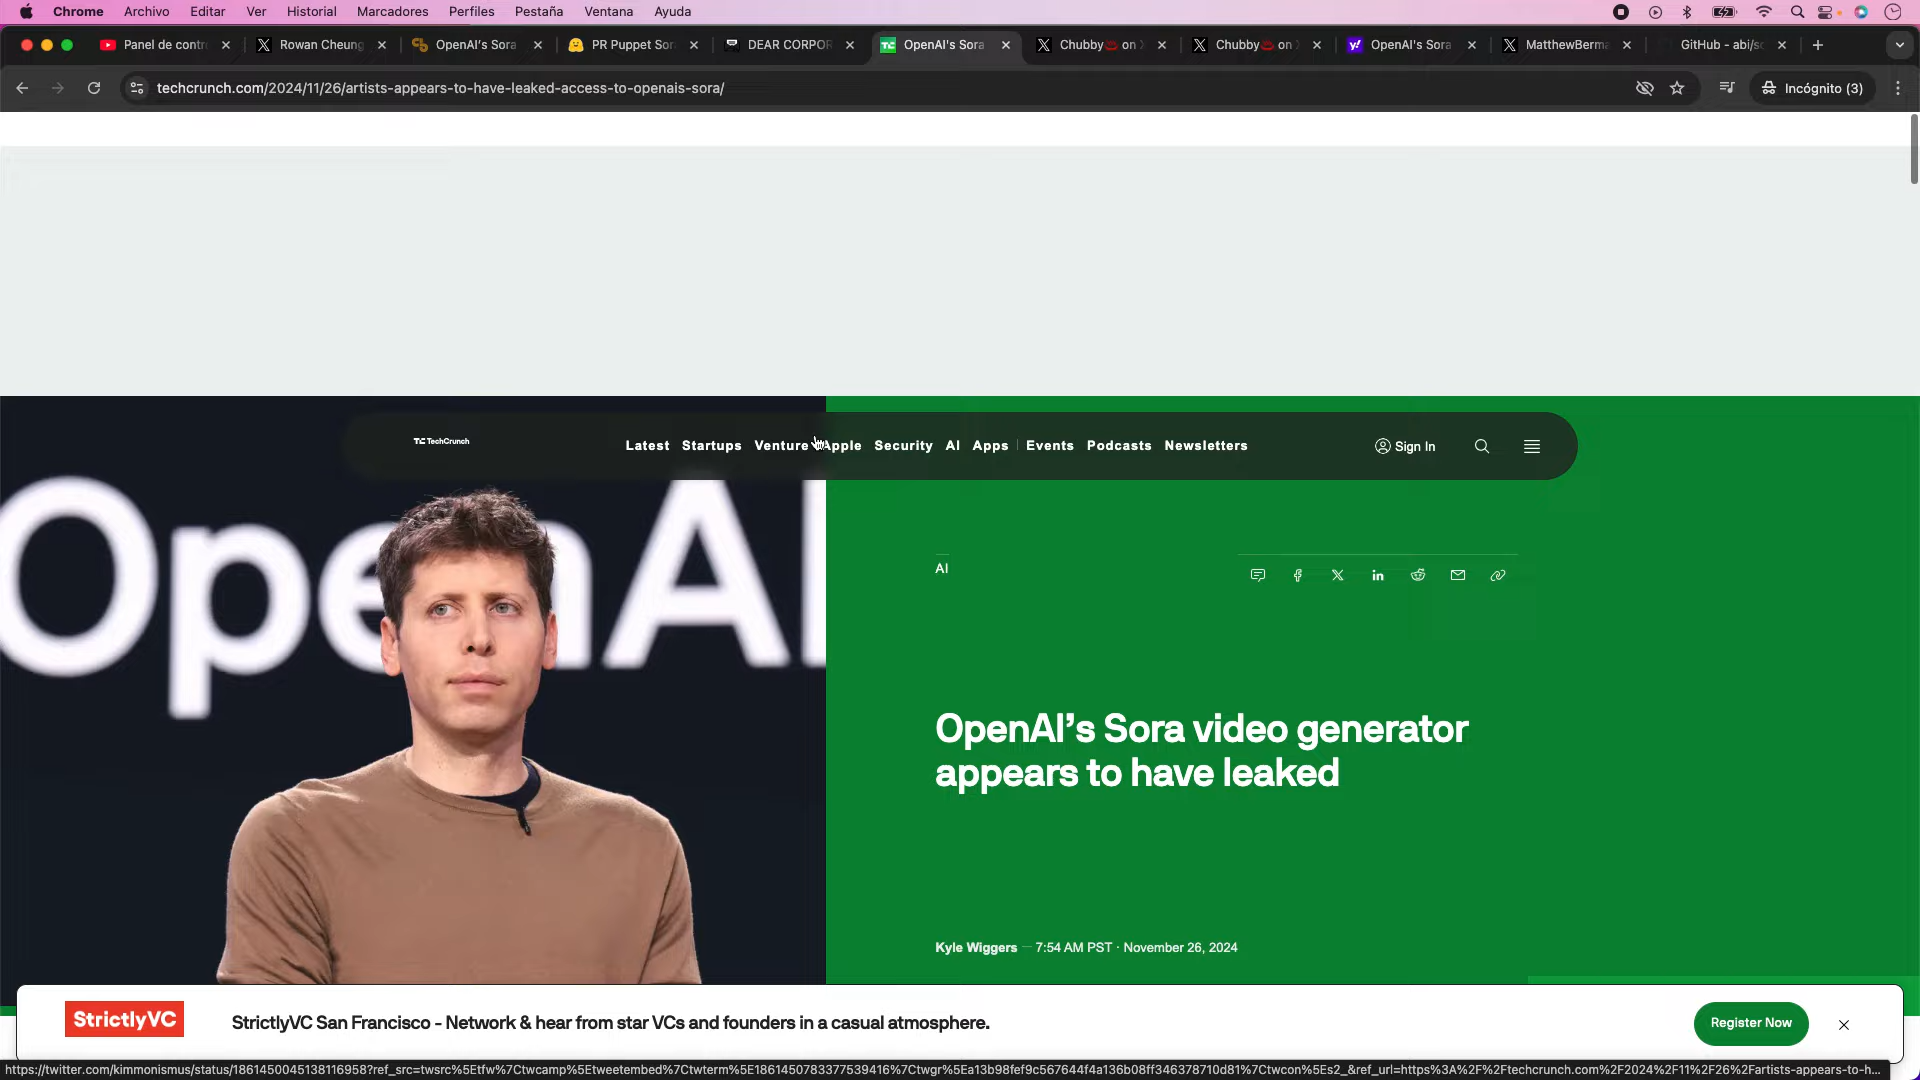 Chrome Archivo Editar Ver Historial Marcadores Perfiles Pestaña Ventana Ayuda
Panel de contr Rowan Cheung OpenAI's Sora PR Puppet Sor DEAR CORPOR OpenAI's Sora Chubby on Chubby on OpenAI's Sora MatthewBerma GitHub - abi/sc
techcrunch.com/2024/11/26/artists-appears-to-have-leaked-access-to-openais-sora/ Incógnito (3)
TechCrunch Latest Startups Venture Apple Security AI Apps Events Podcasts Newsletters Sign In
OpenAI
AI
OpenAI’s Sora video generator
appears to have leaked
Kyle Wiggers — 7:54 AM PST · November 26, 2024
StrictlyVC StrictlyVC San Francisco - Network & hear from star VCs and founders in a casual atmosphere. Register Now
https://twitter.com/kimmonismus/status/1861450045138116958?ref_src=twsrc%5Etfw%7Ctwcamp%5Etweetembed%7Ctwterm%5E1861450783377539416%7Ctwgr%5Ea13b98fef9c567644f4a136b08ff346378710d81%7Ctwcon%5Es2_&ref_url=https%3A%2F%2Ftechcrunch.com%2F2024%2F11%2F26%2Fartists-appears-to-h...